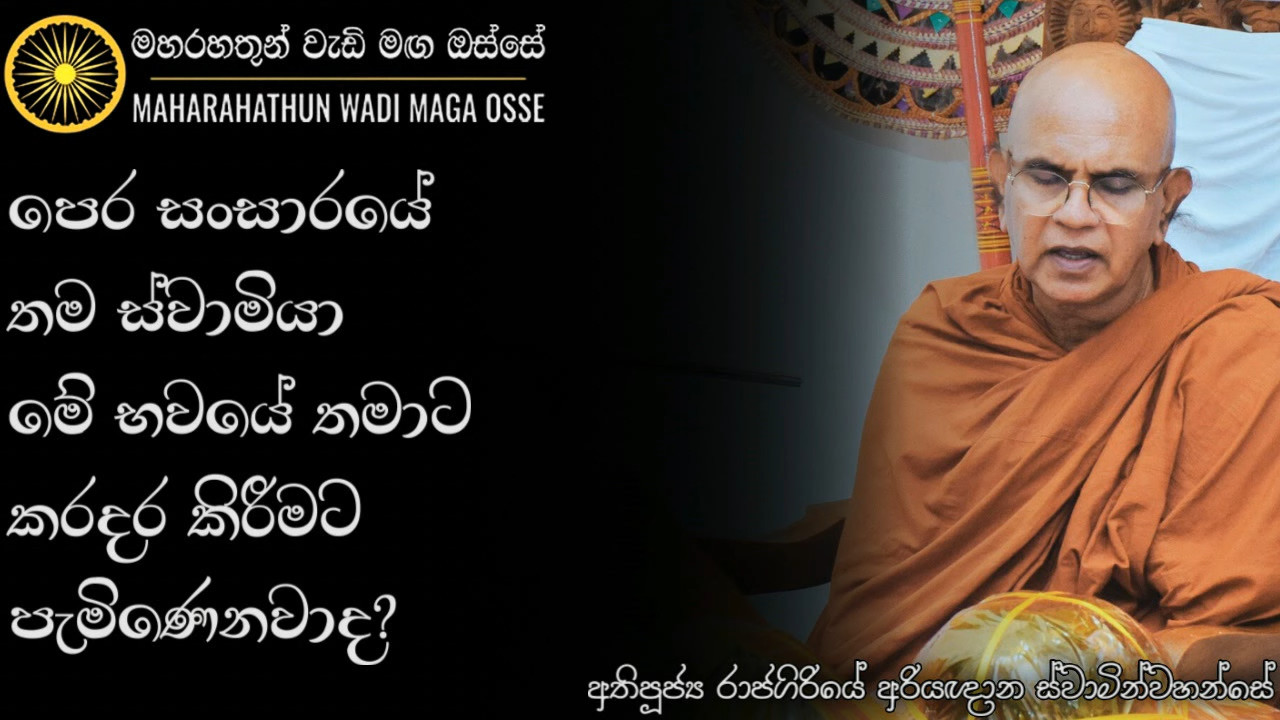 මහරහතුන් වැඩි මඟ ඔස්සේ
MAHARAHATHUN WADI MAGA OSSE
පෙර සංසාරයේ
තම ස්වාමියා
මේ භවයේ තමාට
කරදර කිරීමට
පැමිණෙනවාද?
අතිපූජ්‍ය රාජගිරියේ අරියඥාන ස්වාමින්වහන්සේ